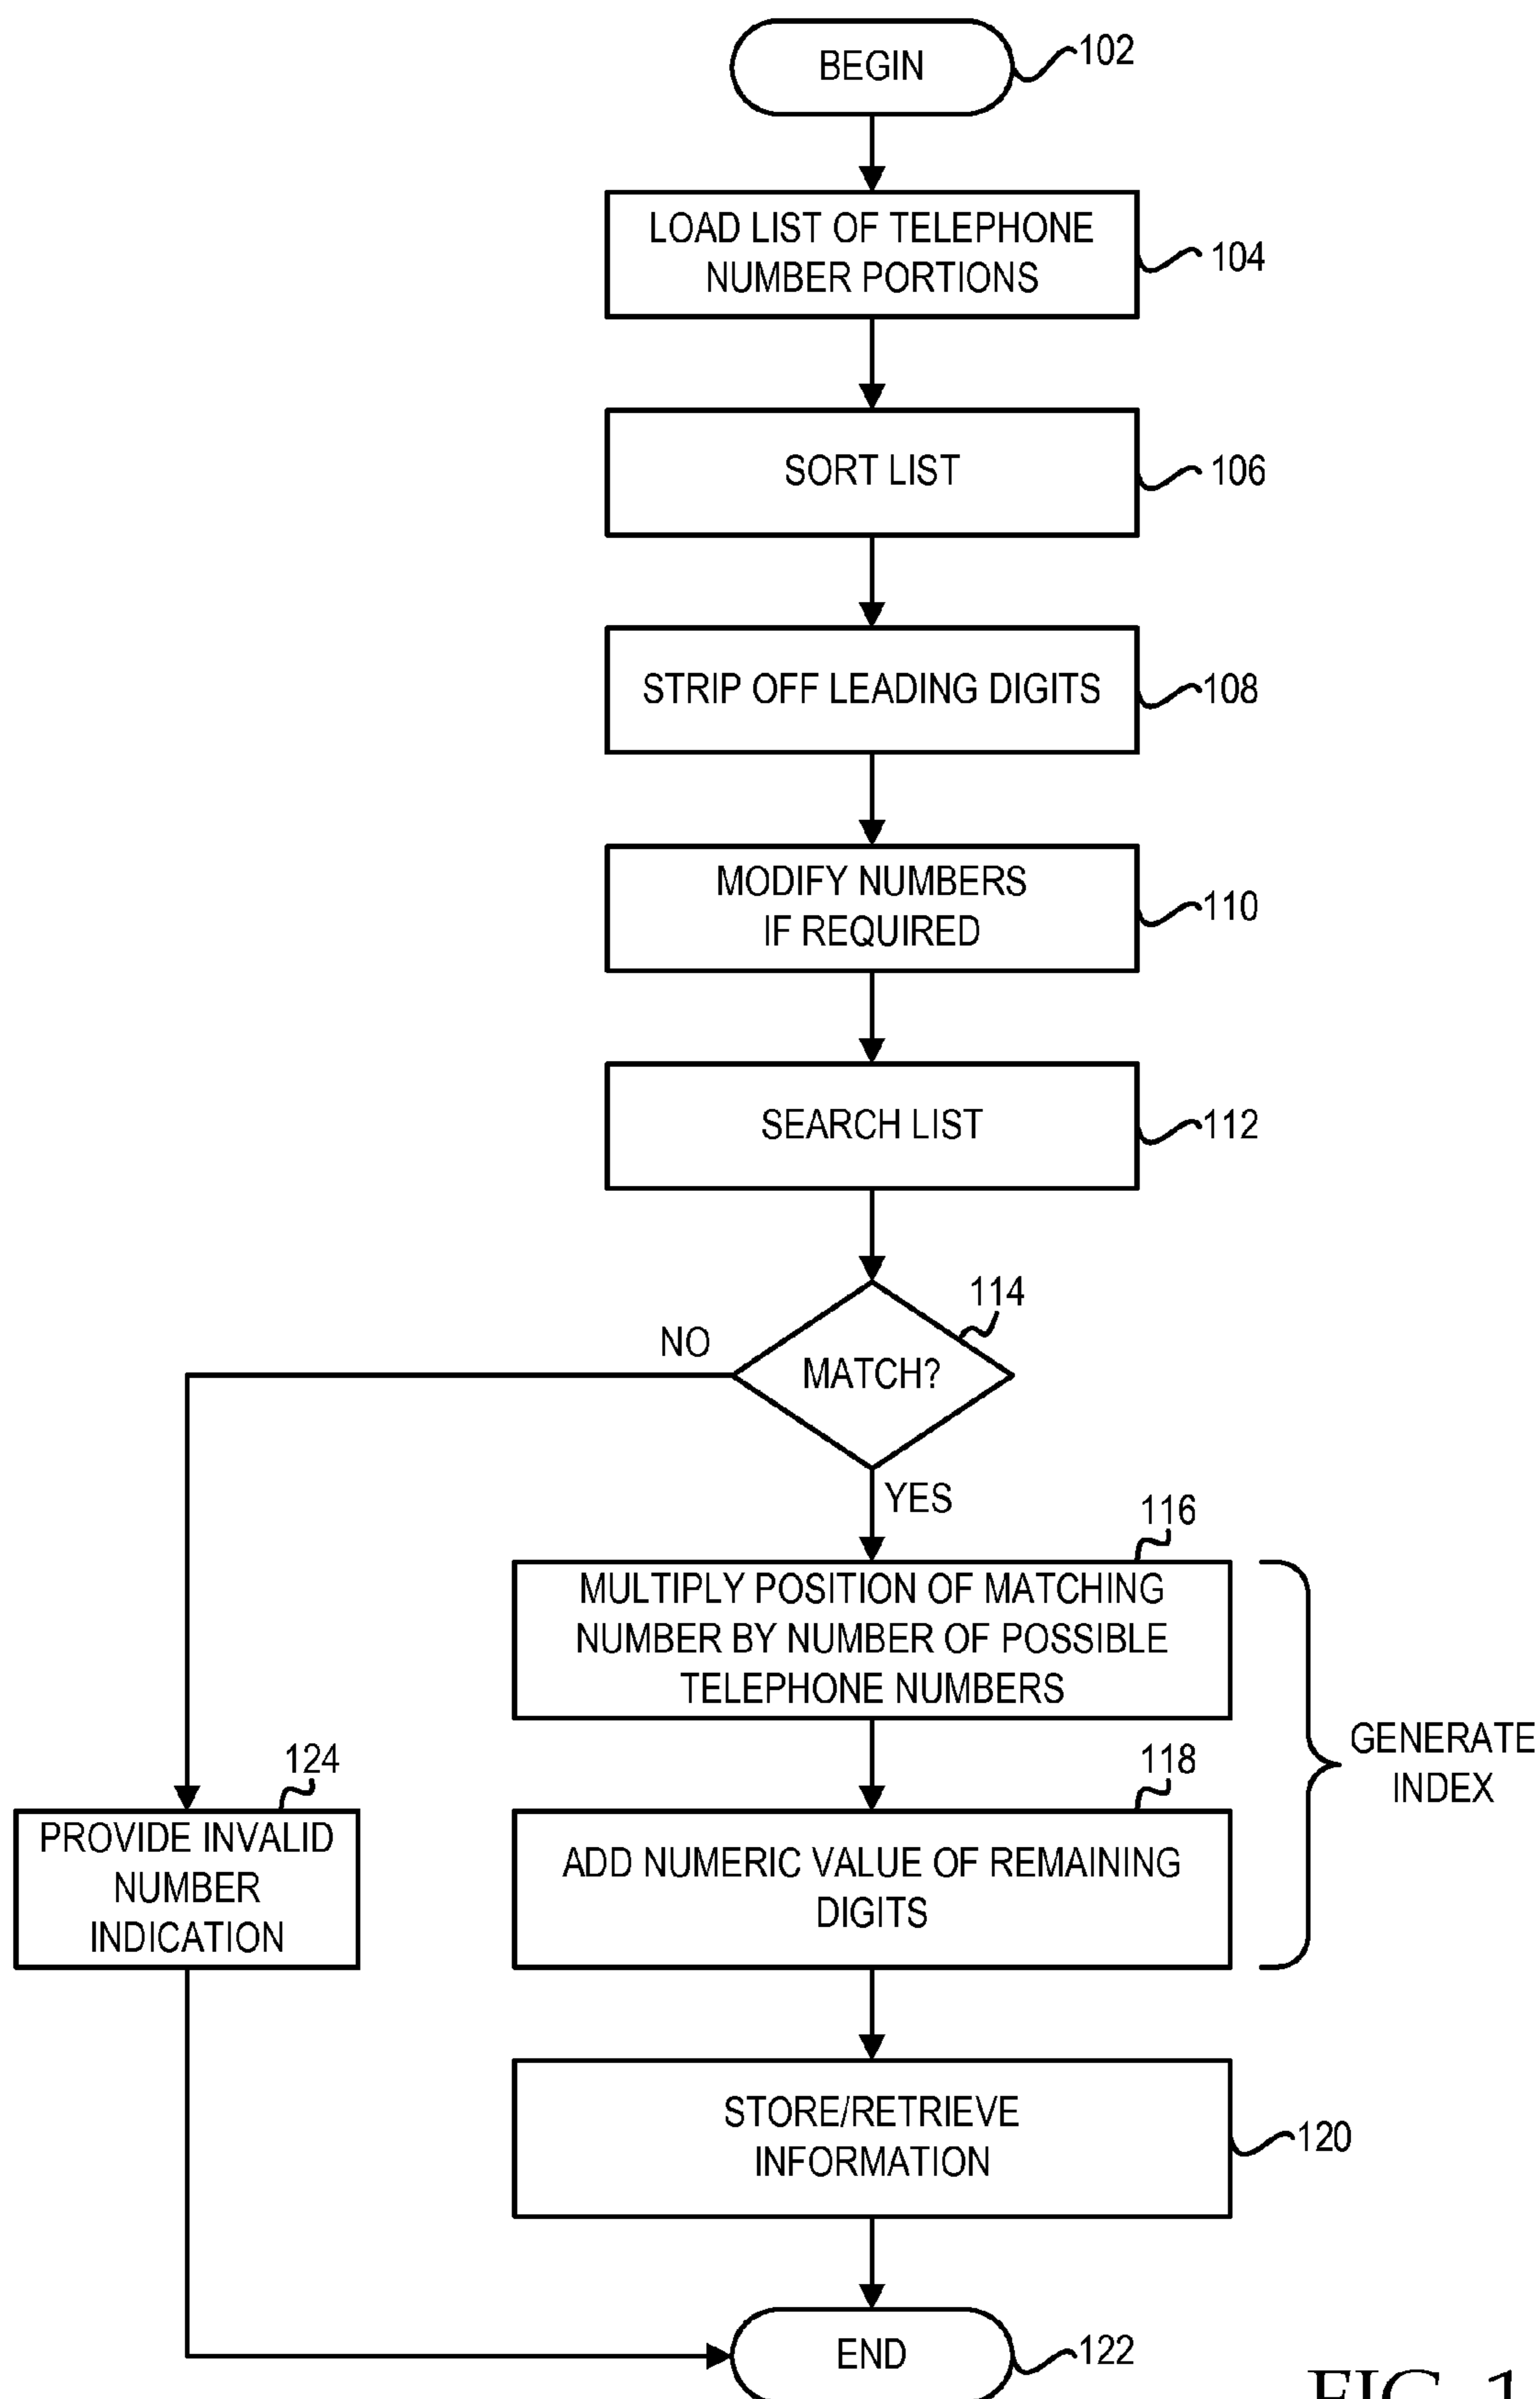 BEGIN
102
LOAD LIST OF TELEPHONE
NUMBER PORTIONS
104
SORT LIST
106
STRIP OFF LEADING DIGITS
108
MODIFY NUMBERS
IF REQUIRED
110
SEARCH LIST
112
114
NO
MATCH?
YES
116
MULTIPLY POSITION OF MATCHING
NUMBER BY NUMBER OF POSSIBLE
TELEPHONE NUMBERS
GENERATE
INDEX
124
118
PROVIDE INVALID
NUMBER
INDICATION
ADD NUMERIC VALUE OF REMAINING
DIGITS
STORE/RETRIEVE
INFORMATION
120
END
122
FIG. 1